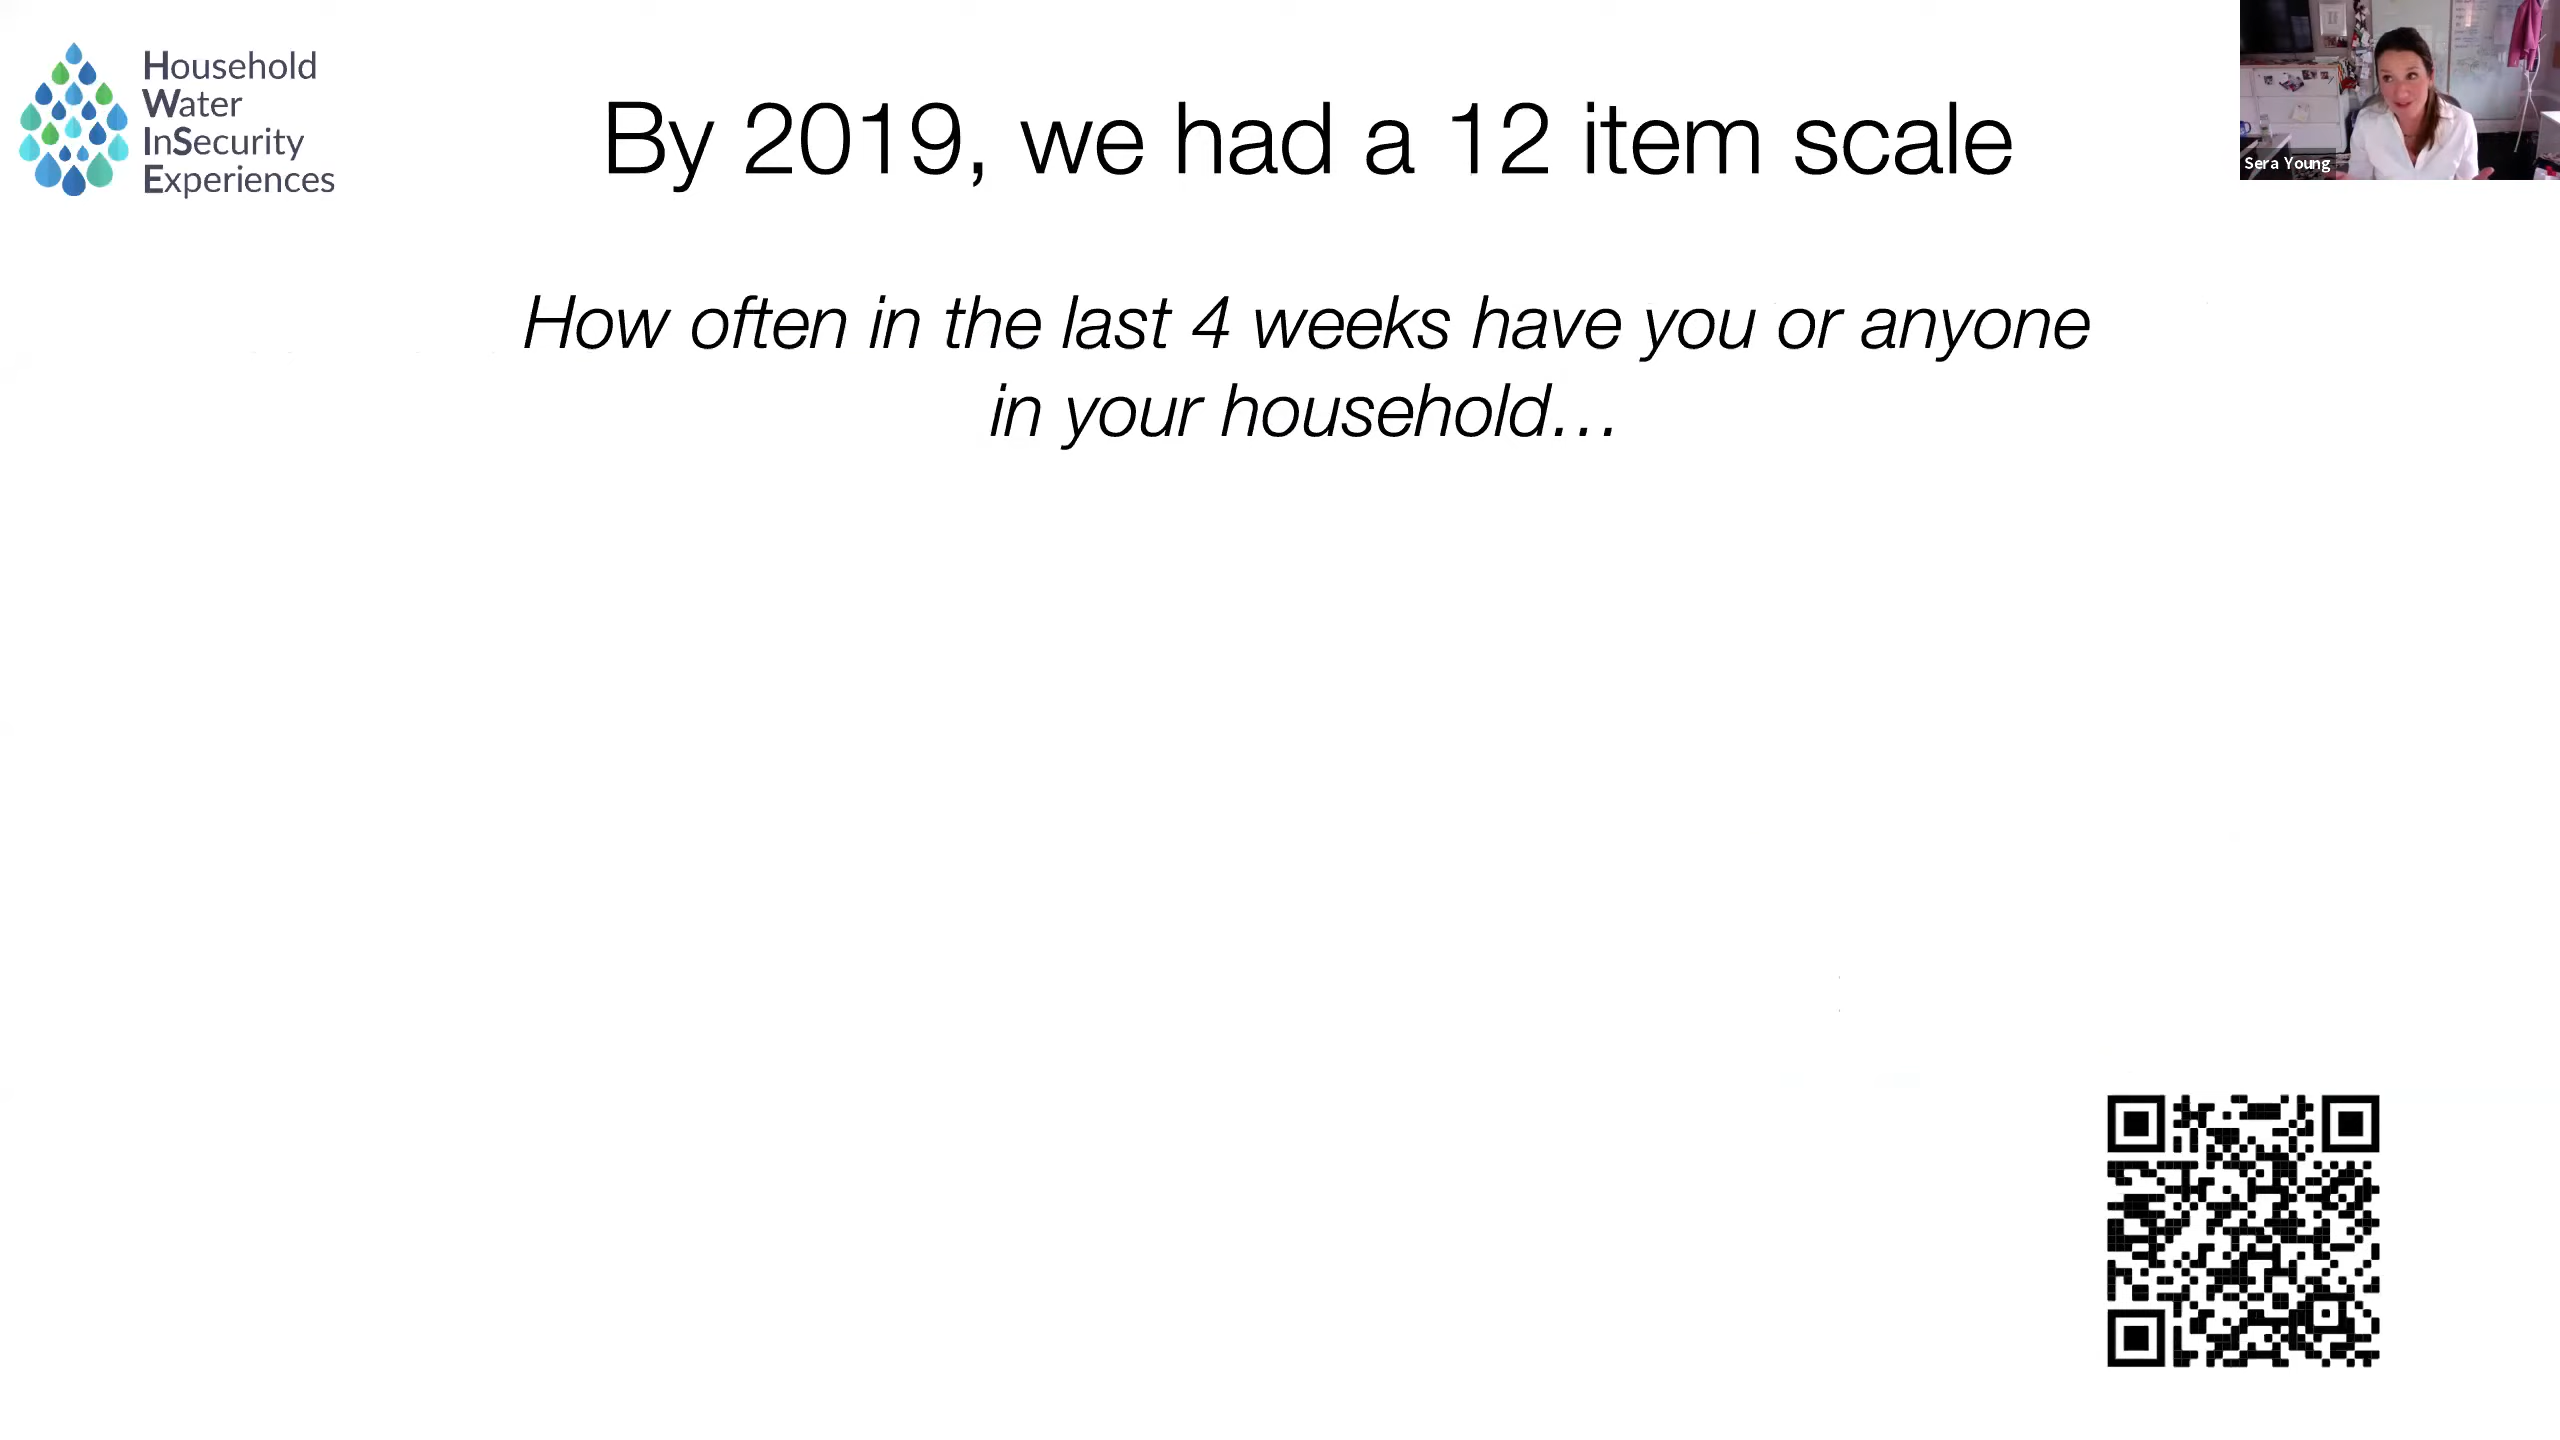 Household
Water
InSecurity
Experiences
By 2019, we had a 12 item scale
Sera Young
How often in the last 4 weeks have you or anyone
in your household…